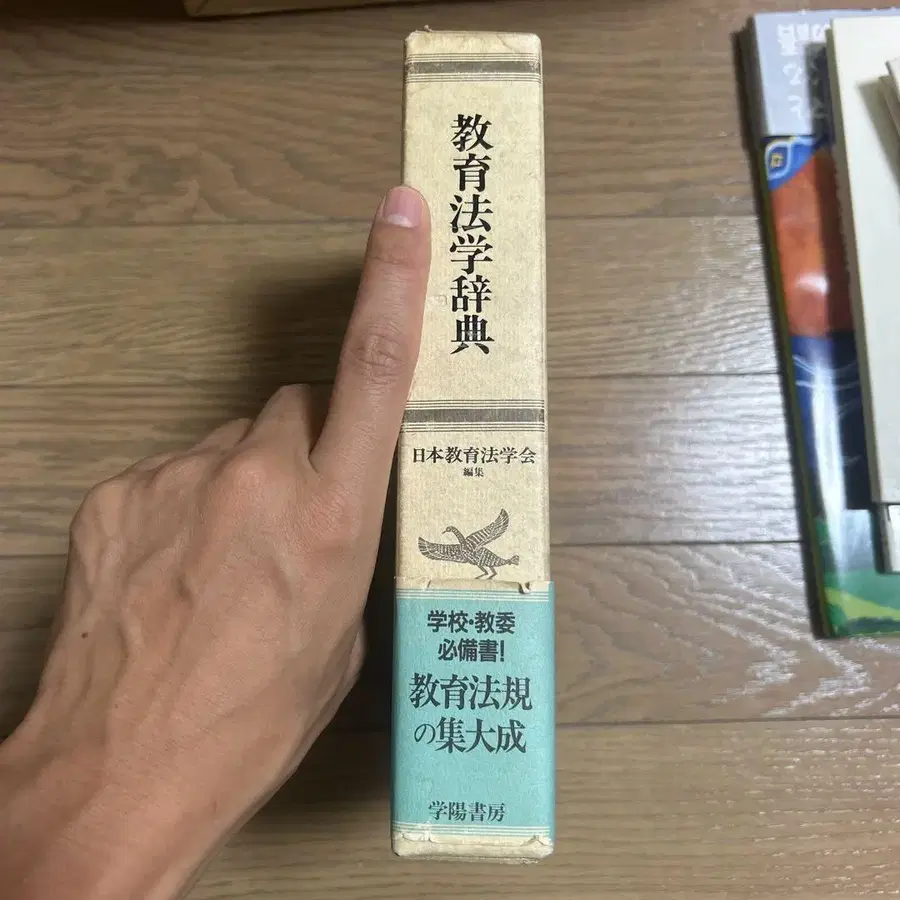 教育法学辞典
日本教育法学会
編集
学校・教委
必備書!
教育法規
の集大成
学陽書房